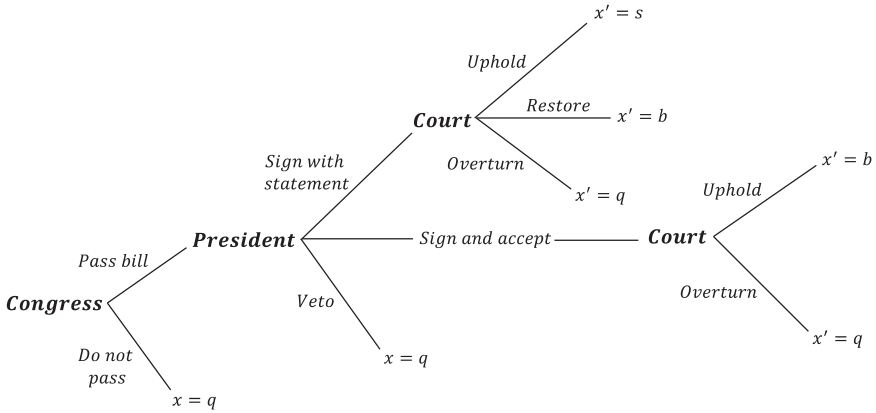 x′ = s
Uphold
Restore
x′ = b
Court
Overturn
x′ = q
Sign with
statement
x′ = b
Uphold
President
Sign and accept
Court
Pass bill
Overturn
Veto
Congress
x′ = q
Do not
pass
x = q
x = q